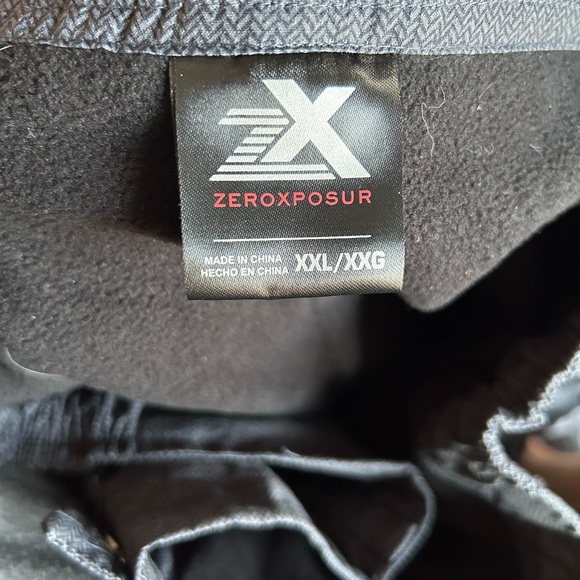 ZX
ZEROXPOSUR
MADE IN CHINA
HECHO EN CHINA
XXL/XXG